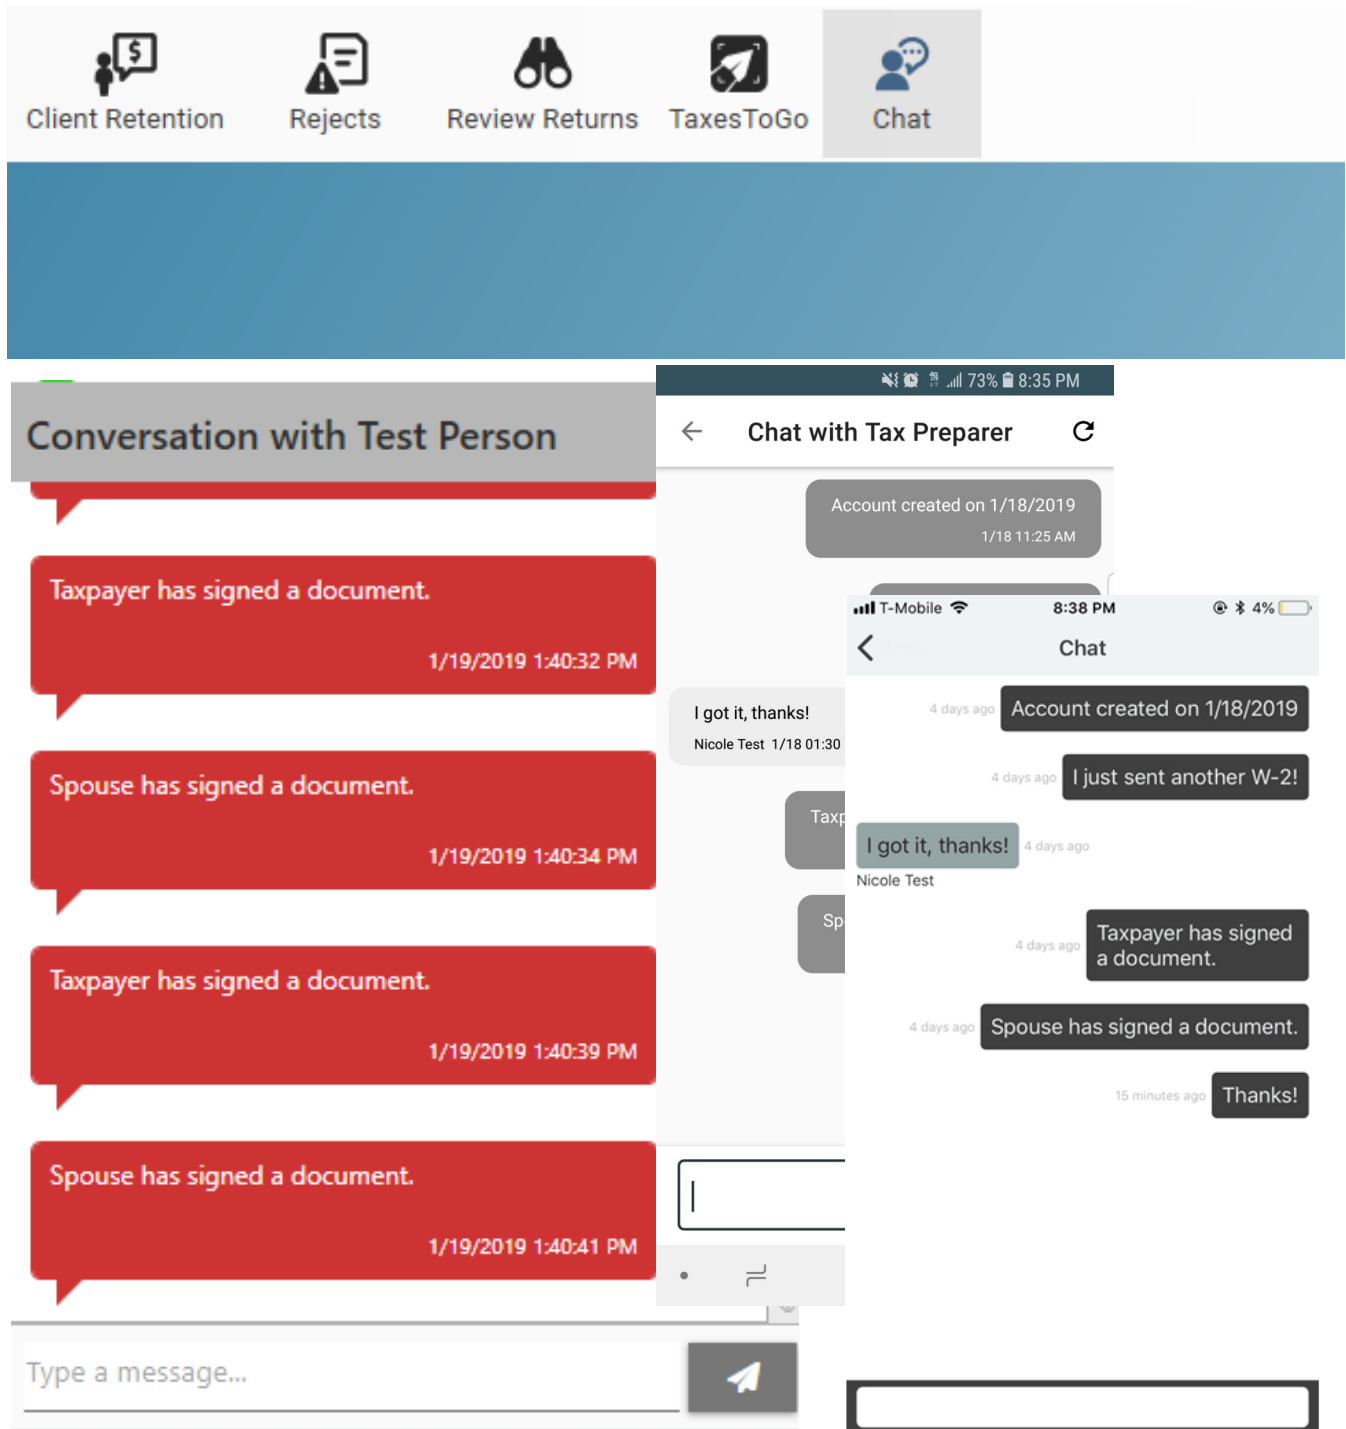 Client Retention
Rejects
Review Returns
TaxesToGo
Chat
Conversation with Test Person
Taxpayer has signed a document.
1/19/2019 1:40:32 PM
Spouse has signed a document.
1/19/2019 1:40:34 PM
Taxpayer has signed a document.
1/19/2019 1:40:39 PM
Spouse has signed a document.
1/19/2019 1:40:41 PM
Type a message...
73% 8:35 PM
Chat with Tax Preparer
Account created on 1/18/2019
1/18 11:25 AM
I got it, thanks!
Nicole Test 1/18 01:30
Taxp
Sp
T-Mobile 8:38 PM 4%
Chat
4 days ago Account created on 1/18/2019
4 days ago I just sent another W-2!
I got it, thanks! 4 days ago
Nicole Test
4 days ago Taxpayer has signed
a document.
4 days ago Spouse has signed a document.
15 minutes ago Thanks!